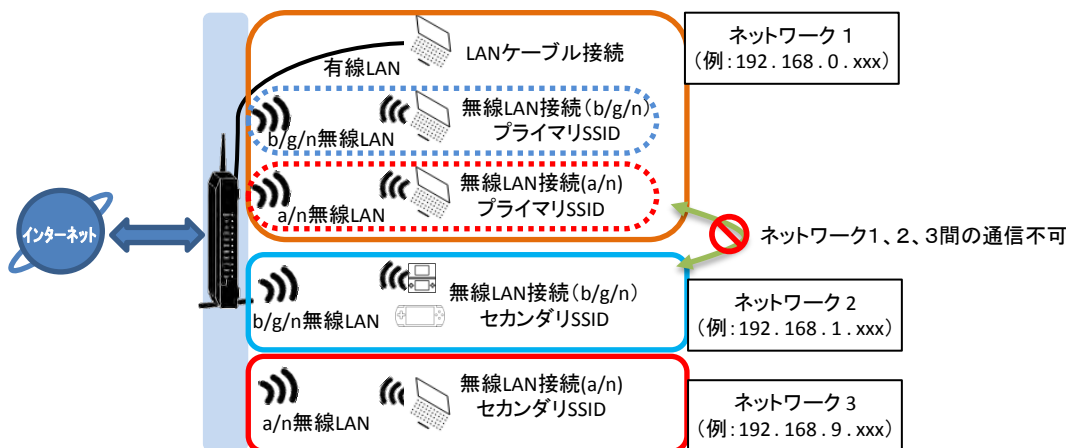 有線LAN
LANケーブル接続
ネットワーク 1
（例：192．168．0．xxx）
b/g/n無線LAN
無線LAN接続（b/g/n）
プライマリSSID
a/n無線LAN
無線LAN接続(a/n)
プライマリSSID
インターネット
ネットワーク１、２、３間の通信不可
b/g/n無線LAN
無線LAN接続（b/g/n）
セカンダリSSID
ネットワーク 2
（例：192．168．1．xxx）
a/n無線LAN
無線LAN接続(a/n)
セカンダリSSID
ネットワーク 3
（例：192．168．9．xxx）